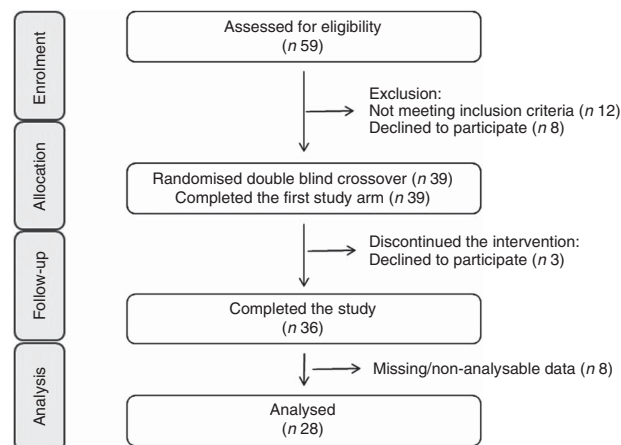 Enrolment
Assessed for eligibility
(n 59)
Exclusion:
Not meeting inclusion criteria (n 12)
Declined to participate (n 8)
Allocation
Randomised double blind crossover (n 39)
Completed the first study arm (n 39)
Follow-up
Discontinued the intervention:
Declined to participate (n 3)
Completed the study
(n 36)
Analysis
Missing/non-analysable data (n 8)
Analysed
(n 28)